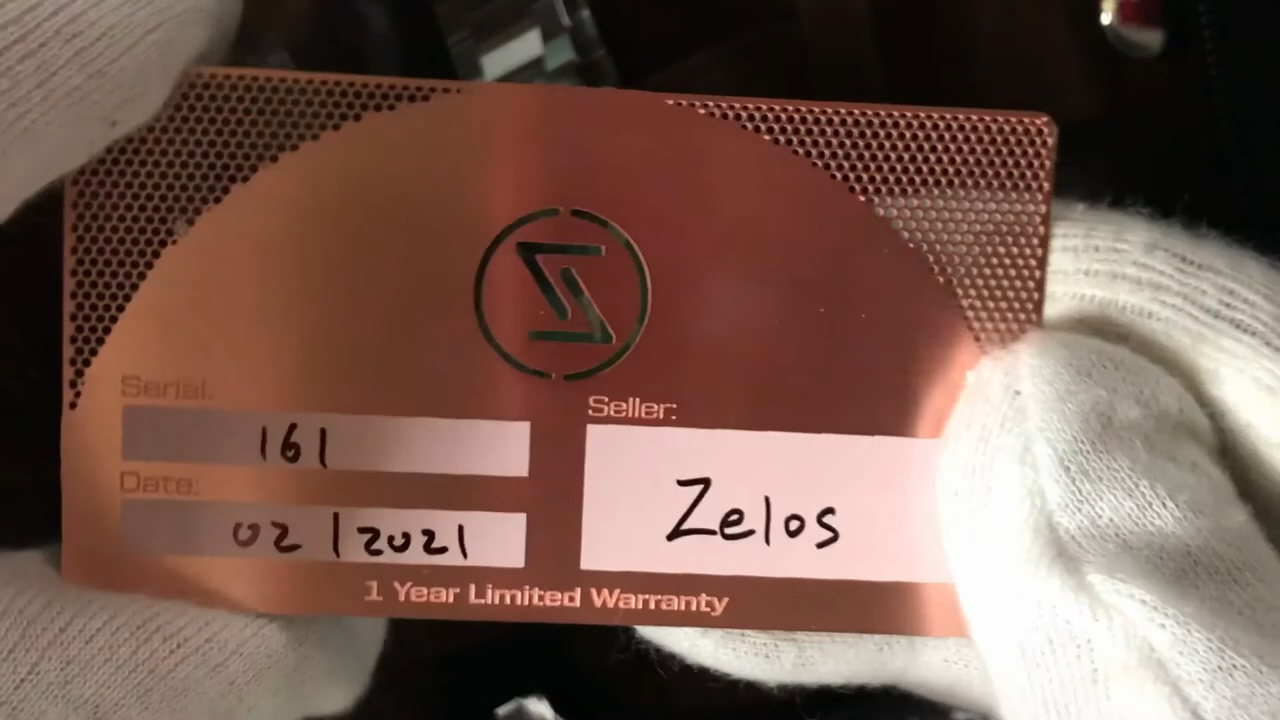 Serial:
161
Date:
02/2021
Seller:
Zelos
1 Year Limited Warranty